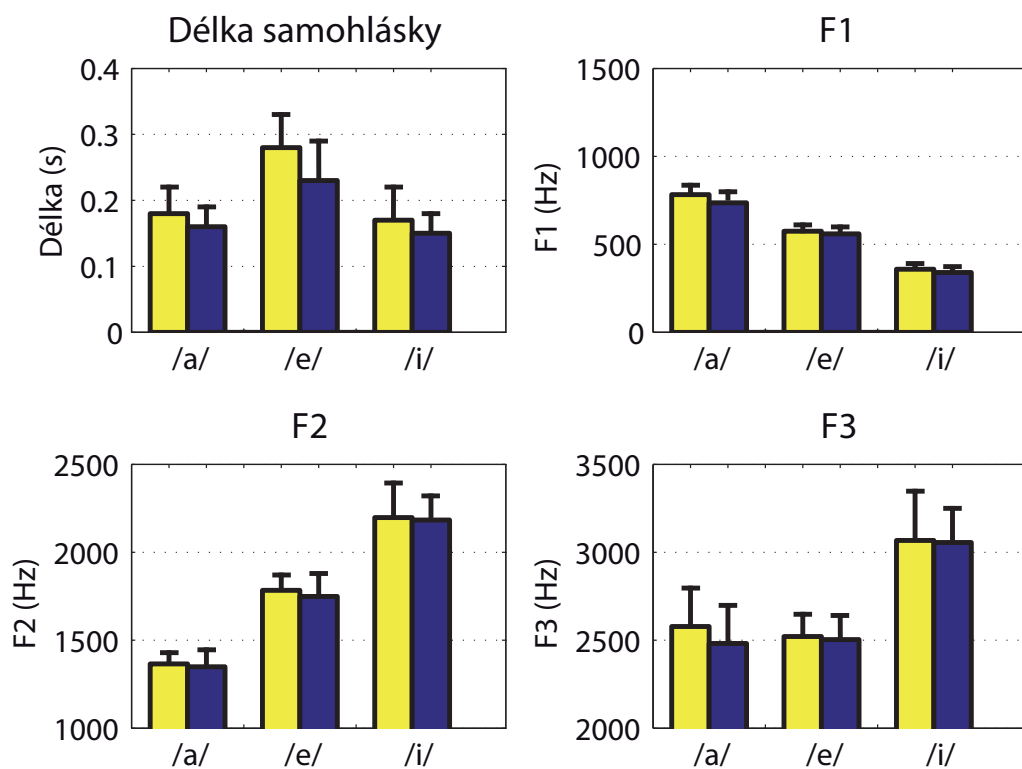 Délka samohlásky
0.4
0.3
0.2
0.1
0
Délka (s)
/a/ /e/ /i/
F1
1500
1000
500
0
F1 (Hz)
/a/ /e/ /i/
F2
2500
2000
1500
1000
F2 (Hz)
/a/ /e/ /i/
F3
3500
3000
2500
2000
F3 (Hz)
/a/ /e/ /i/